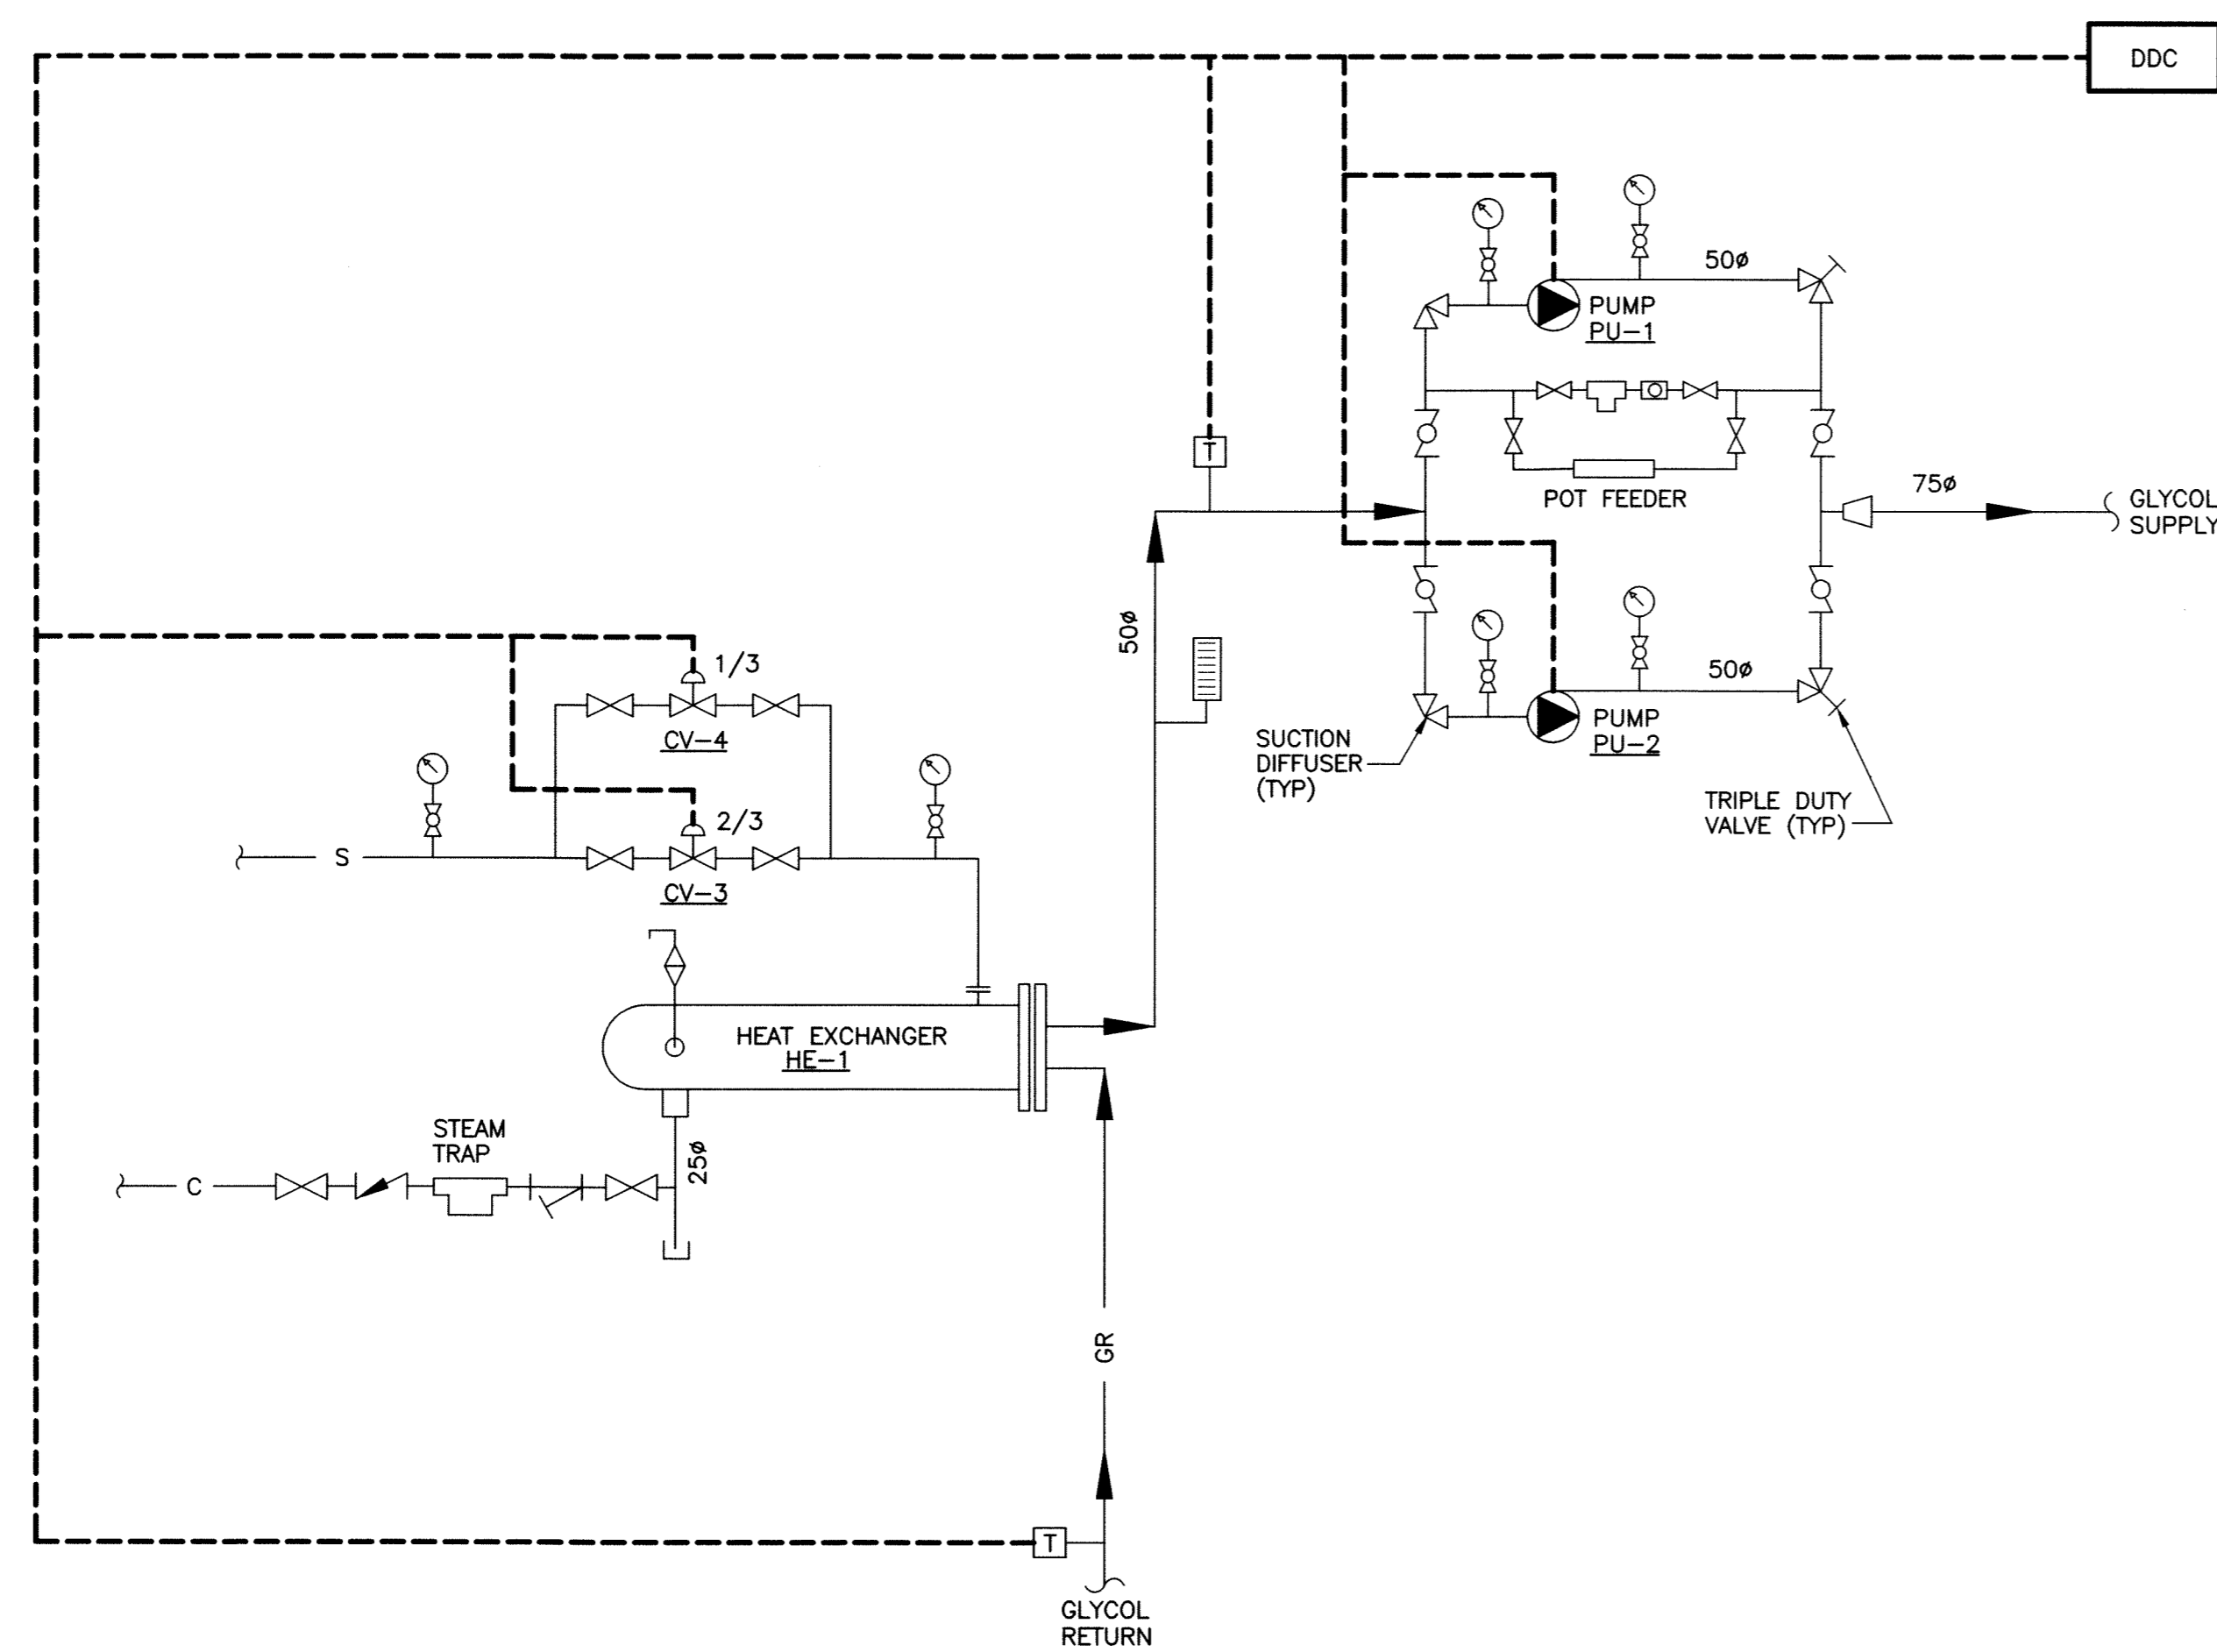 DDC
50ø
PUMP
PU-1
T
POT FEEDER
75ø
GLYCOL
SUPPLY
50ø
1/3
CV-4
50ø
PUMP
PU-2
SUCTION
DIFFUSER
(TYP)
TRIPLE DUTY
VALVE (TYP)
2/3
S
CV-3
HEAT EXCHANGER
HE-1
STEAM
TRAP
25ø
C
GR
T
GLYCOL
RETURN